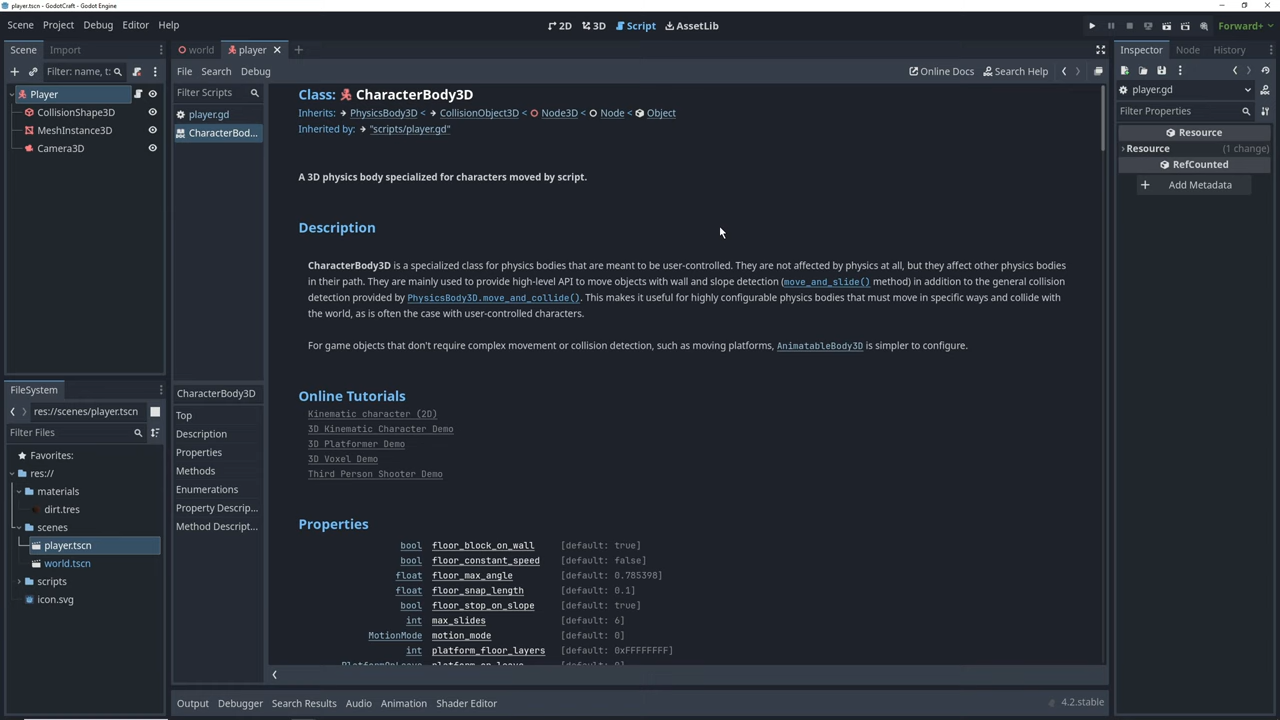 player.tscn - GodotCraft - Godot Engine
Scene Project Debug Editor Help
2D 3D Script AssetLib
Forward+
Scene Import
world player
Inspector Node History
Filter: name, t:
File Search Debug
Online Docs Search Help
Player
CollisionShape3D
MeshInstance3D
Camera3D
Filter Scripts
player.gd
CharacterBod...
Class: CharacterBody3D
Inherits: PhysicsBody3D < CollisionObject3D < Node3D < Node < Object
Inherited by: "scripts/player.gd"
A 3D physics body specialized for characters moved by script.
Description
CharacterBody3D is a specialized class for physics bodies that are meant to be user-controlled. They are not affected by physics at all, but they affect other physics bodies
in their path. They are mainly used to provide high-level API to move objects with wall and slope detection (move_and_slide() method) in addition to the general collision
detection provided by PhysicsBody3D.move_and_collide(). This makes it useful for highly configurable physics bodies that must move in specific ways and collide with
the world, as is often the case with user-controlled characters.
For game objects that don't require complex movement or collision detection, such as moving platforms, AnimatableBody3D is simpler to configure.
Online Tutorials
Kinematic character (2D)
3D Kinematic Character Demo
3D Platformer Demo
3D Voxel Demo
Third Person Shooter Demo
Properties
bool floor_block_on_wall [default: true]
bool floor_constant_speed [default: false]
float floor_max_angle [default: 0.785398]
float floor_snap_length [default: 0.1]
bool floor_stop_on_slope [default: true]
int max_slides [default: 6]
MotionMode motion_mode [default: 0]
int platform_floor_layers [default: 0xFFFFFFFF]
PlatformOnLeave platform_on_leave [default: 0]
CharacterBody3D
Top
Description
Properties
Methods
Enumerations
Property Descrip...
Method Descript...
player.gd
Filter Properties
Resource
Resource (1 change)
RefCounted
Add Metadata
FileSystem
res://scenes/player.tscn
Filter Files
Favorites:
res://
materials
dirt.tres
scenes
player.tscn
world.tscn
scripts
icon.svg
Output Debugger Search Results Audio Animation Shader Editor
4.2.stable